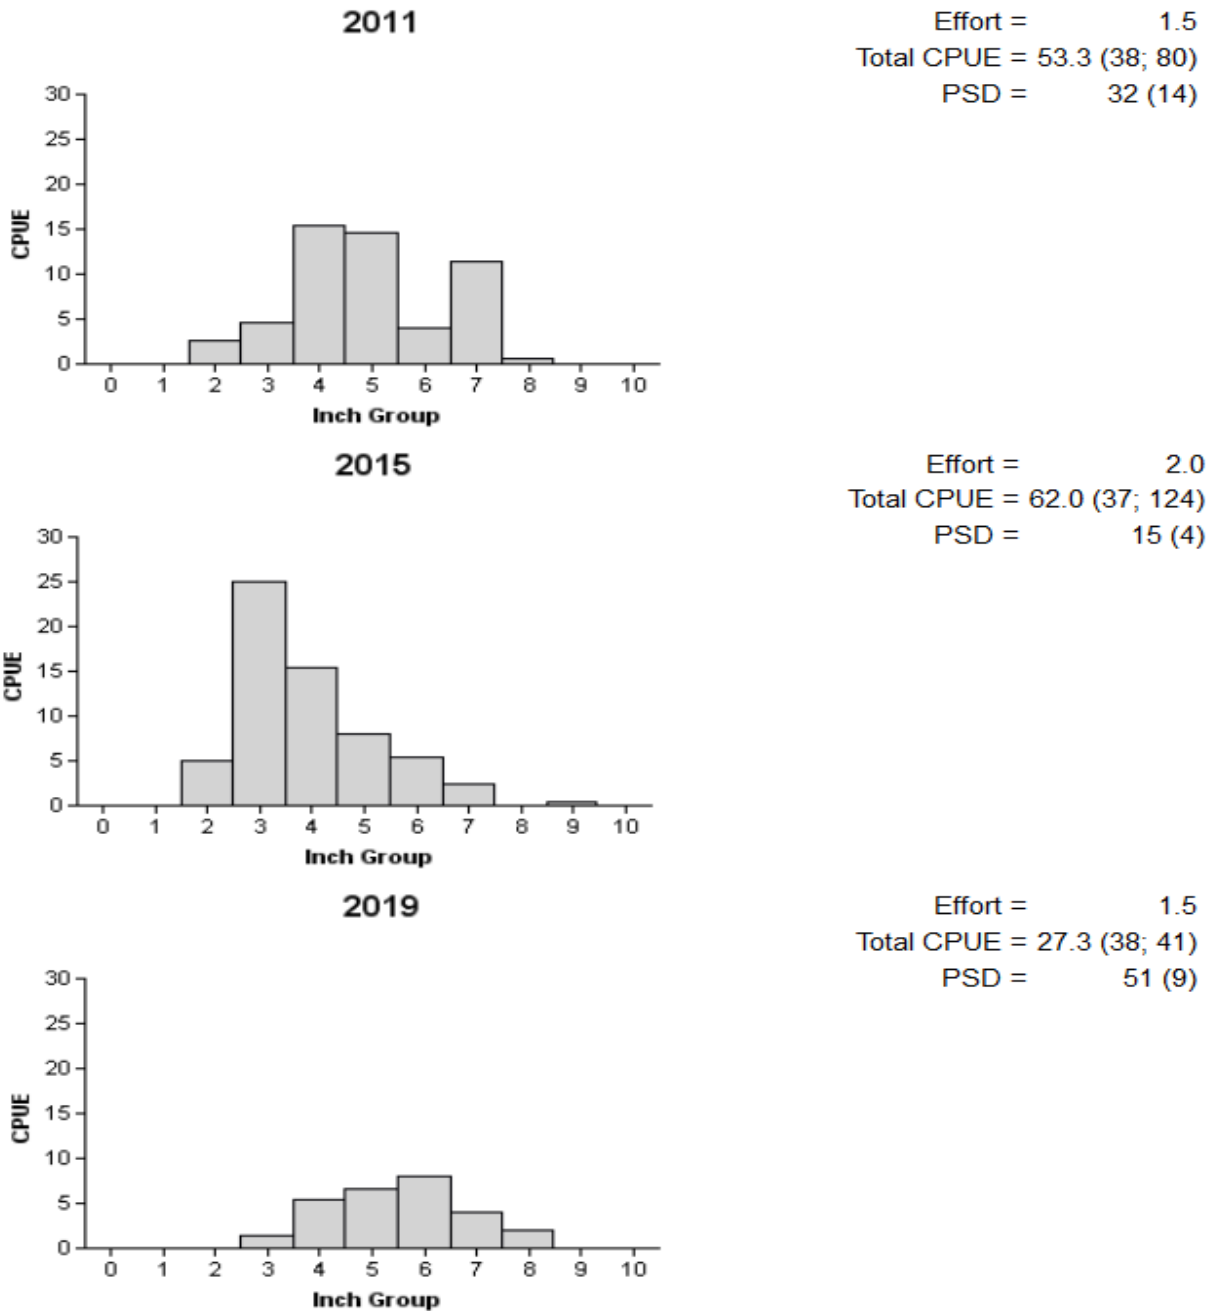 2011
Effort = 1.5
Total CPUE = 53.3 (38; 80)
PSD = 32 (14)
30
25
20
15
10
5
0
CPUE
0 1 2 3 4 5 6 7 8 9 10
Inch Group
2015
Effort = 2.0
Total CPUE = 62.0 (37; 124)
PSD = 15 (4)
30
25
20
15
10
5
0
CPUE
0 1 2 3 4 5 6 7 8 9 10
Inch Group
2019
Effort = 1.5
Total CPUE = 27.3 (38; 41)
PSD = 51 (9)
30
25
20
15
10
5
0
CPUE
0 1 2 3 4 5 6 7 8 9 10
Inch Group